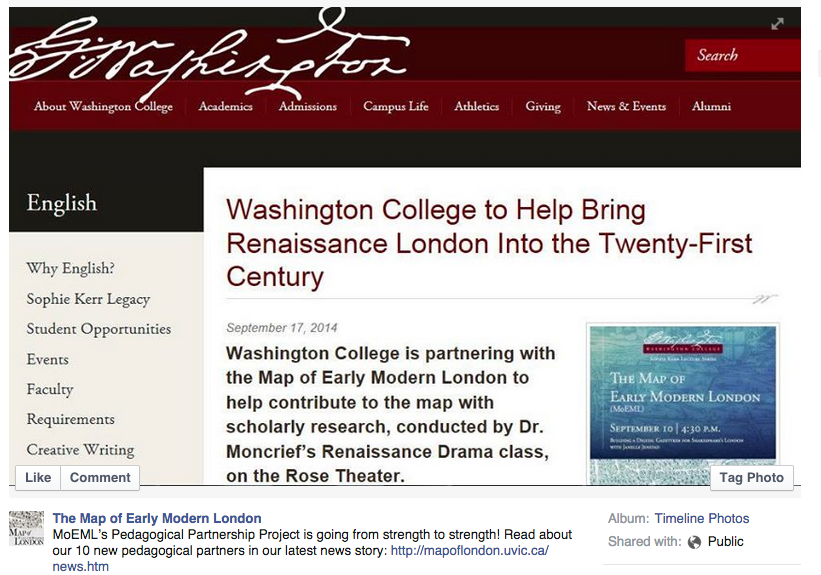 G. Washington
Search
About Washington College Academics Admissions Campus Life Athletics Giving News & Events Alumni
English
Why English?
Sophie Kerr Legacy
Student Opportunities
Events
Faculty
Requirements
Creative Writing
Washington College to Help Bring
Renaissance London Into the Twenty-First
Century
September 17, 2014
Washington College is partnering with
the Map of Early Modern London to
help contribute to the map with
scholarly research, conducted by Dr.
Moncrief's Renaissance Drama class,
on the Rose Theater.
WASHINGTON COLLEGE
SOPHIE KERR LECTURE SERIES
THE MAP OF
EARLY MODERN LONDON
(MoEML)
SEPTEMBER 10 | 4:30 P.M.
BUILDING A DIGITAL GAZETTEER FOR SHAKESPEARE'S LONDON
WITH JANELLE JENSTAD
Like Comment
Tag Photo
MAP OF
LONDON
The Map of Early Modern London
MoEML's Pedagogical Partnership Project is going from strength to strength! Read about
our 10 new pedagogical partners in our latest news story: http://mapoflondon.uvic.ca/
news.htm
Album: Timeline Photos
Shared with: Public